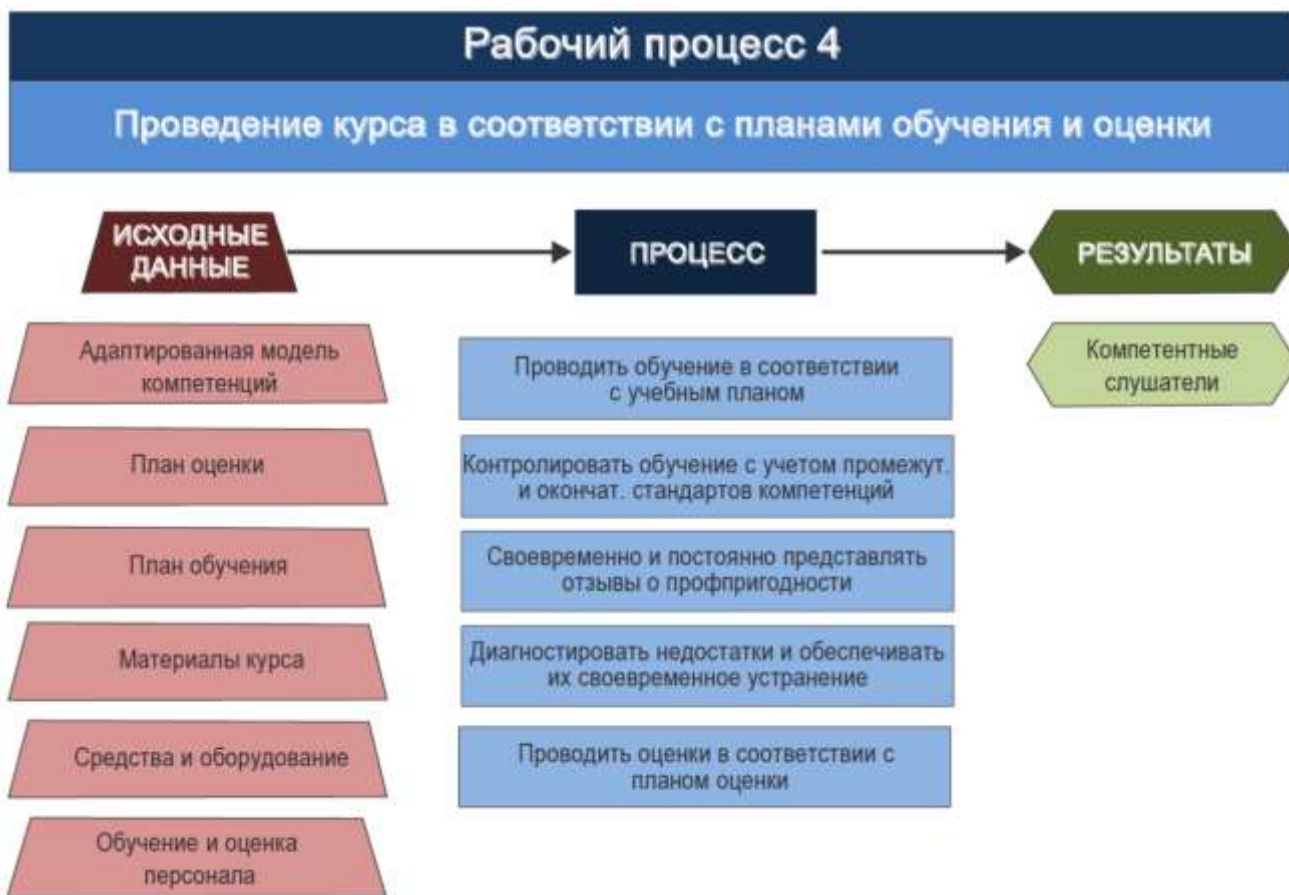 Рабочий процесс 4
Проведение курса в соответствии с планами обучения и оценки
ИСХОДНЫЕ
ДАННЫЕ
ПРОЦЕСС
РЕЗУЛЬТАТЫ
Адаптированная модель
компетенций
План оценки
План обучения
Материалы курса
Средства и оборудование
Обучение и оценка
персонала
Проводить обучение в соответствии
с учебным планом
Контролировать обучение с учетом промежут.
и окончат. стандартов компетенций
Своевременно и постоянно представлять
отзывы о профпригодности
Диагностировать недостатки и обеспечивать
их своевременное устранение
Проводить оценки в соответствии с
планом оценки
Компетентные
слушатели